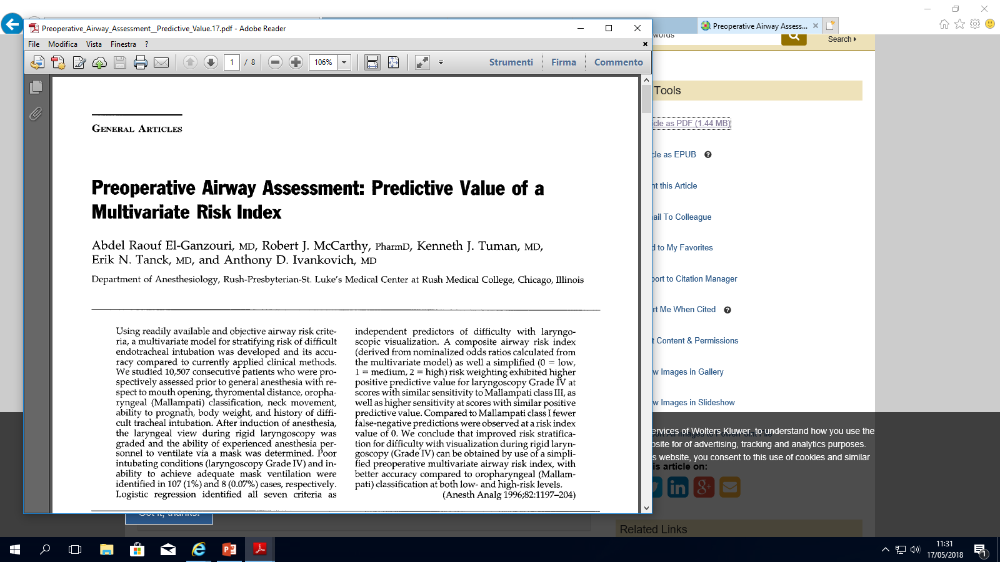 Preoperative_Airway_Assessment__Predictive_Value.17.pdf - Adobe Reader
Preoperative Airway Assess...
File Modifica Vista Finestra ?
words
Search
1 / 8
106%
Strumenti Firma Commento
GENERAL ARTICLES
Preoperative Airway Assessment: Predictive Value of a
Multivariate Risk Index
Abdel Raouf El-Ganzouri, MD, Robert J. McCarthy, PharmD, Kenneth J. Tuman, MD,
Erik N. Tanck, MD, and Anthony D. Ivankovich, MD
Department of Anesthesiology, Rush-Presbyterian-St. Luke's Medical Center at Rush Medical College, Chicago, Illinois
Using readily available and objective airway risk crite-
ria, a multivariate model for stratifying risk of difficult
endotracheal intubation was developed and its accu-
racy compared to currently applied clinical methods.
We studied 10,507 consecutive patients who were pro-
spectively assessed prior to general anesthesia with re-
spect to mouth opening, thyromental distance, oropha-
ryngeal (Mallampati) classification, neck movement,
ability to prognath, body weight, and history of diffi-
cult tracheal intubation. After induction of anesthesia,
the laryngeal view during rigid laryngoscopy was
graded and the ability of experienced anesthesia per-
sonnel to ventilate via a mask was determined. Poor
intubating conditions (laryngoscopy Grade IV) and in-
ability to achieve adequate mask ventilation were
identified in 107 (1%) and 8 (0.07%) cases, respectively.
Logistic regression identified all seven criteria as
independent predictors of difficulty with laryngo-
scopic visualization. A composite airway risk index
(derived from nominalized odds ratios calculated from
the multivariate model) as well a simplified (0 = low,
1 = medium, 2 = high) risk weighting exhibited higher
positive predictive value for laryngoscopy Grade IV at
scores with similar sensitivity to Mallampati class III, as
well as higher sensitivity at scores with similar positive
predictive value. Compared to Mallampati class I fewer
false-negative predictions were observed at a risk index
value of 0. We conclude that improved risk stratifica-
tion for difficulty with visualization during rigid laryn-
goscopy (Grade IV) can be obtained by use of a simpli-
fied preoperative multivariate airway risk index, with
better accuracy compared to oropharyngeal (Mallam-
pati) classification at both low- and high-risk levels.
(Anesth Analg 1996;82:1197–204)
Tools
cle as PDF (1.44 MB)
cle as EPUB
nt this Article
ail To Colleague
d to My Favorites
port to Citation Manager
rt Me When Cited
t Content & Permissions
w Images in Gallery
w Images in Slideshow
ervices of Wolters Kluwer, to understand how you use the
bsite for of advertising, tracking and analytics purposes.
s website, you consent to this use of cookies and similar
is article on:
Got it, thanks!
Related Links
11:31
17/05/2018
1